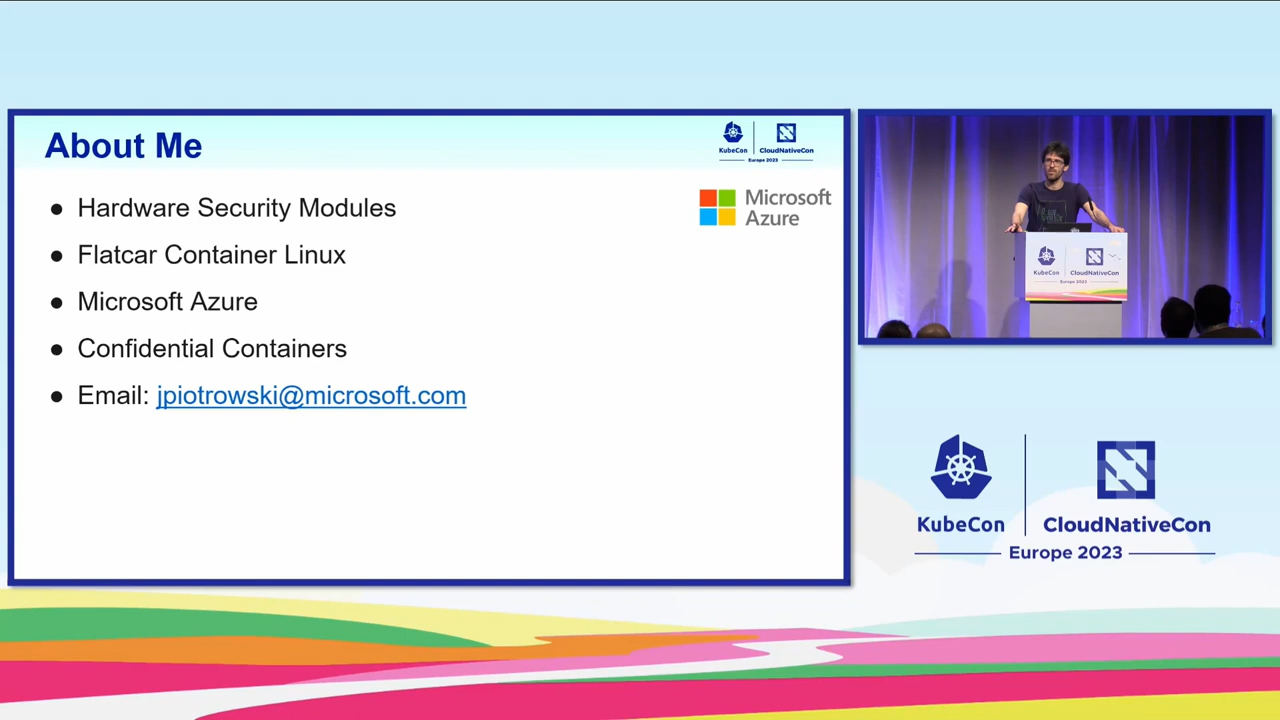 About Me
KubeCon
CloudNativeCon
Europe 2023
Microsoft
Azure
● Hardware Security Modules
● Flatcar Container Linux
● Microsoft Azure
● Confidential Containers
● Email: jpiotrowski@microsoft.com
KubeCon
CloudNativeCon
Europe 2023
KubeCon
CloudNativeCon
Europe 2023